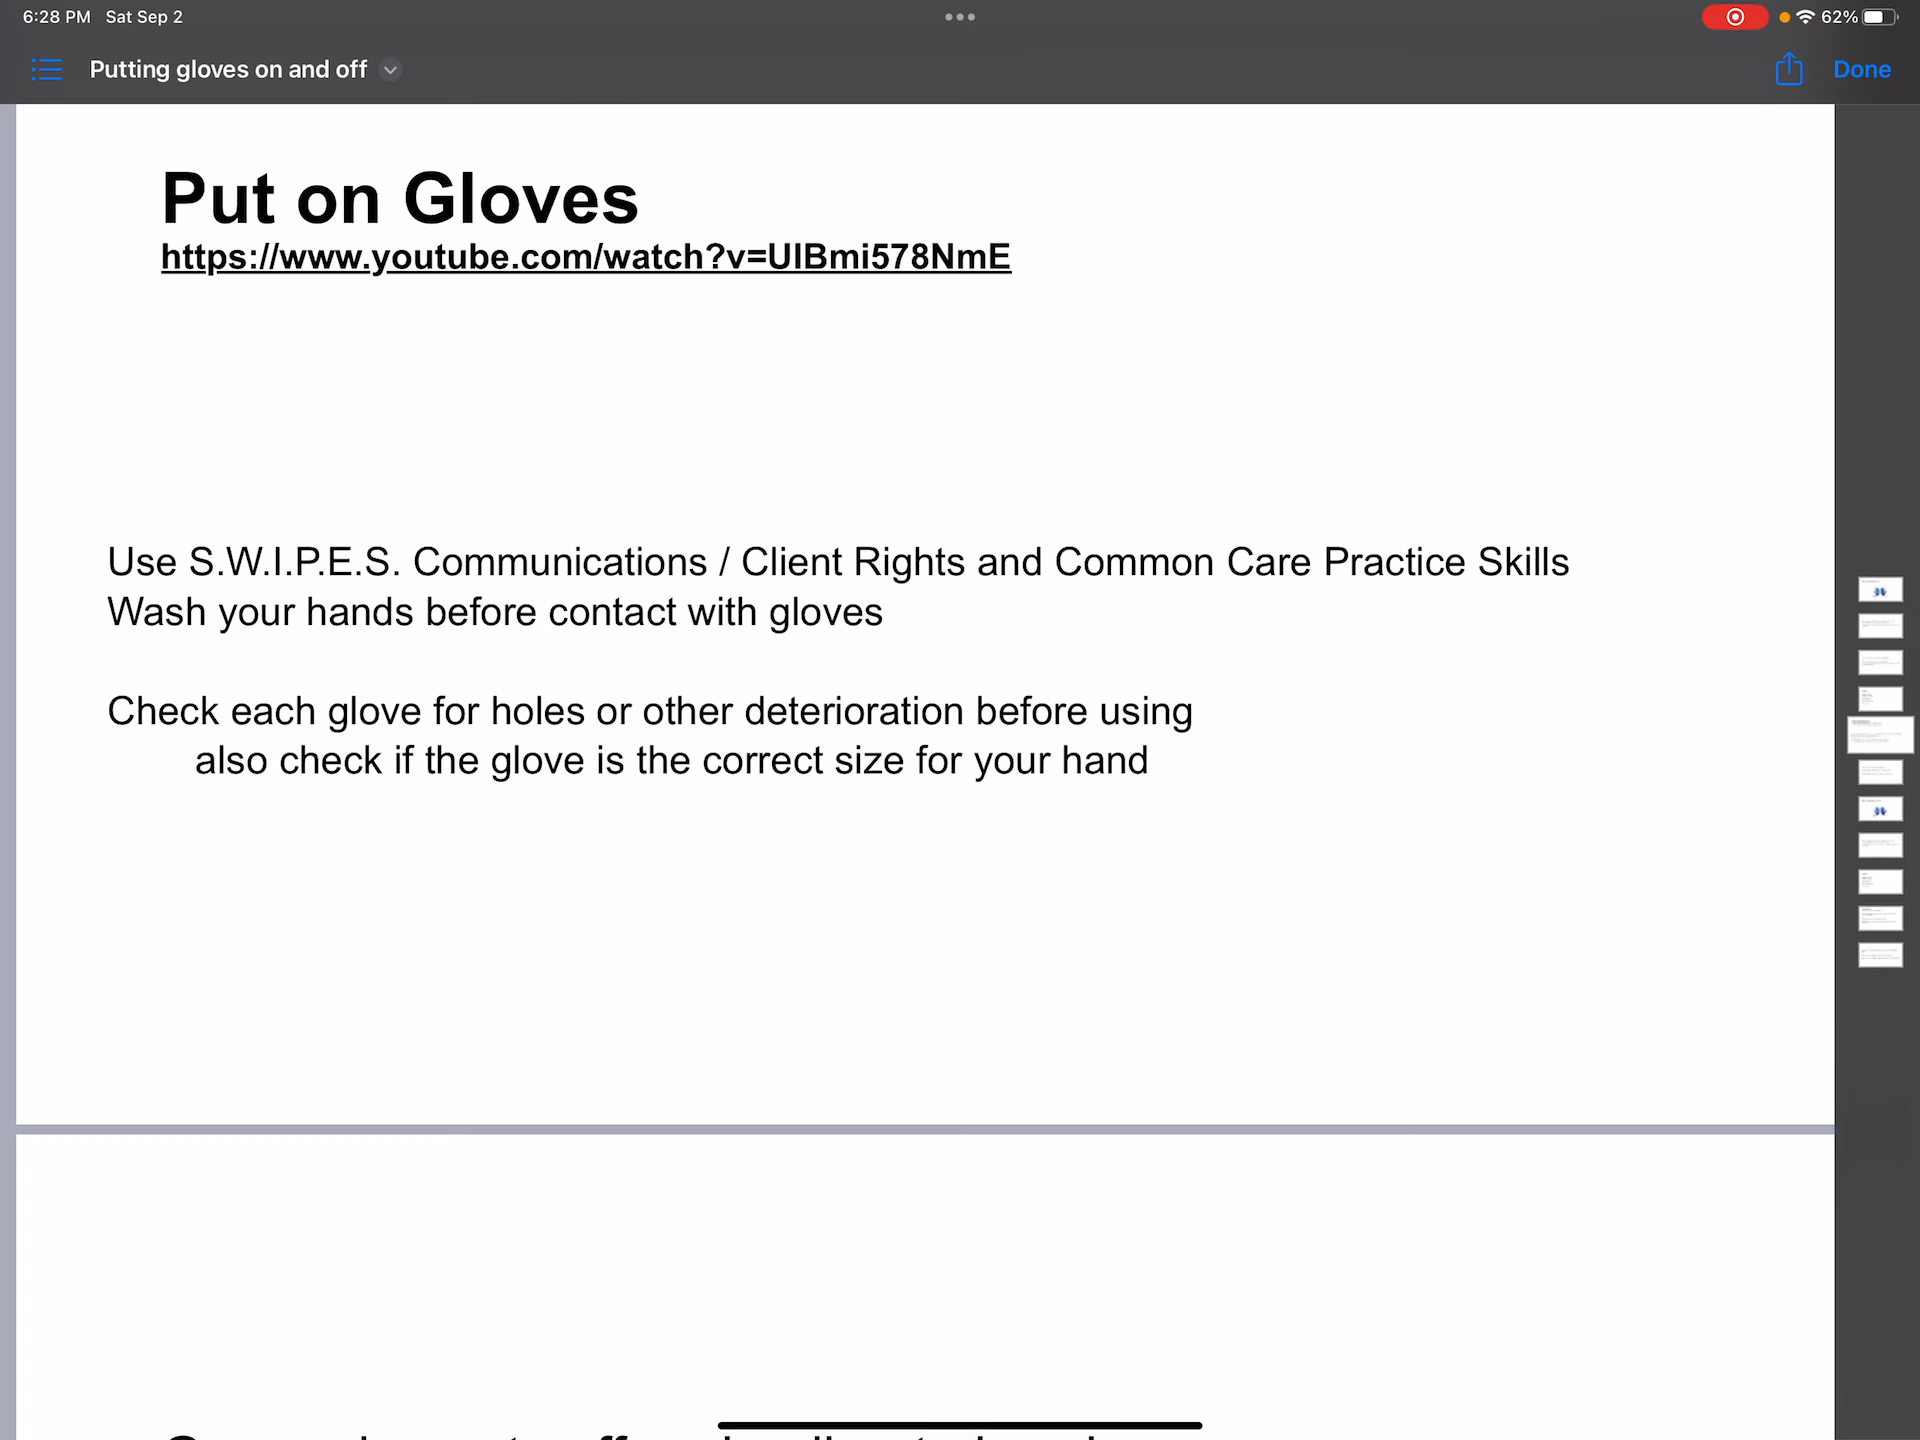 6:28 PM Sat Sep 2
62%
Putting gloves on and off
Done
Put on Gloves
https://www.youtube.com/watch?v=UIBmi578NmE
Use S.W.I.P.E.S. Communications / Client Rights and Common Care Practice Skills
Wash your hands before contact with gloves
Check each glove for holes or other deterioration before using
also check if the glove is the correct size for your hand